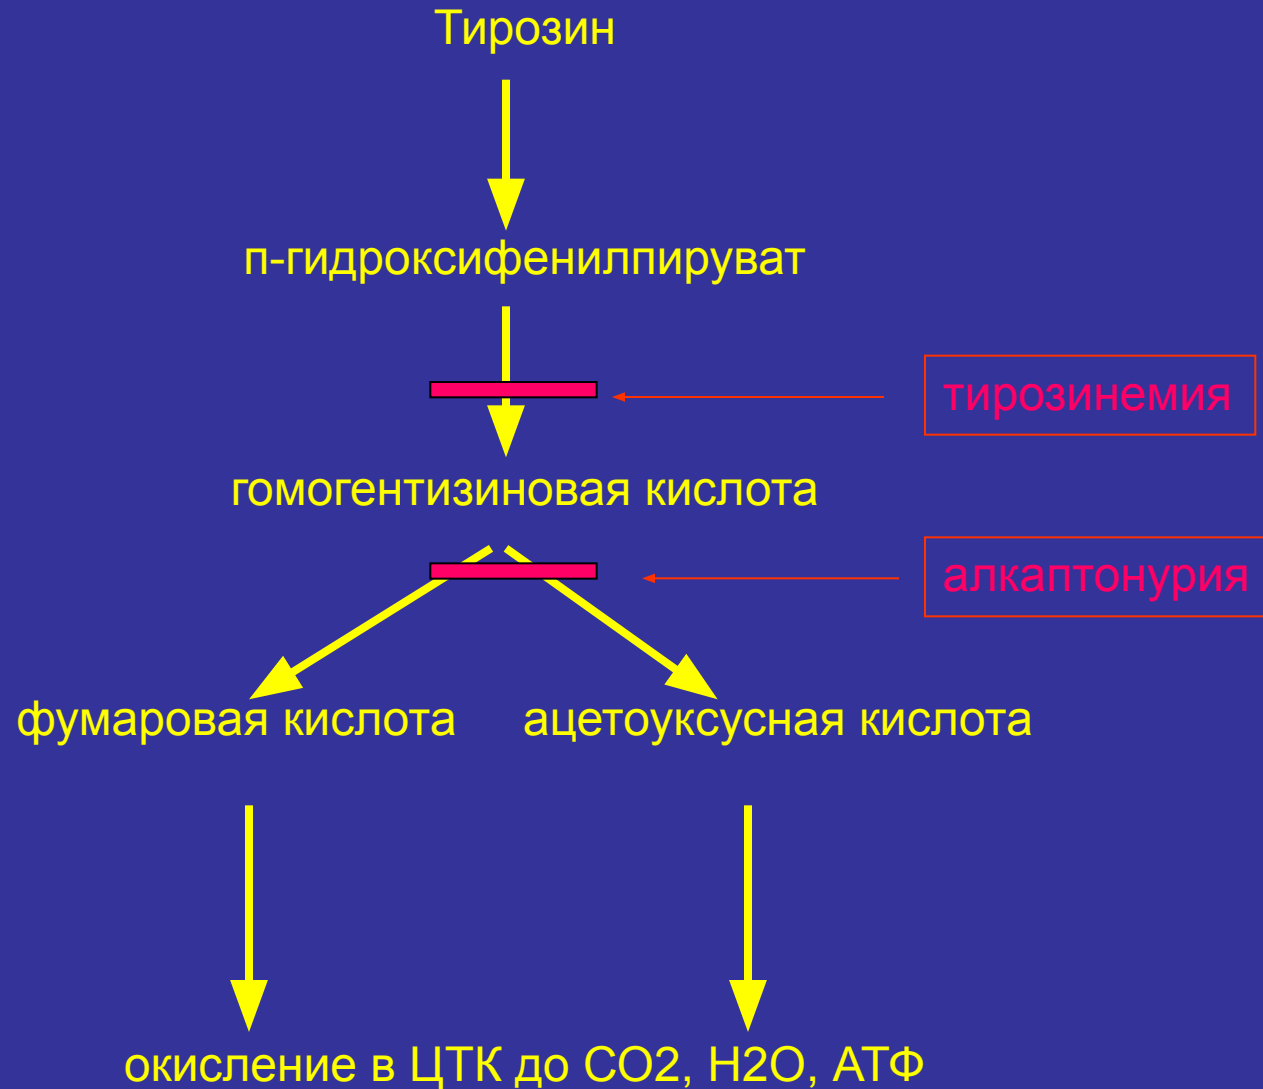 Тирозин
п-гидроксифенилпируват
тирозинемия
гомогентизиновая кислота
алкаптонурия
фумаровая кислота
ацетоуксусная кислота
окисление в ЦТК до СО2, Н2О, АТФ